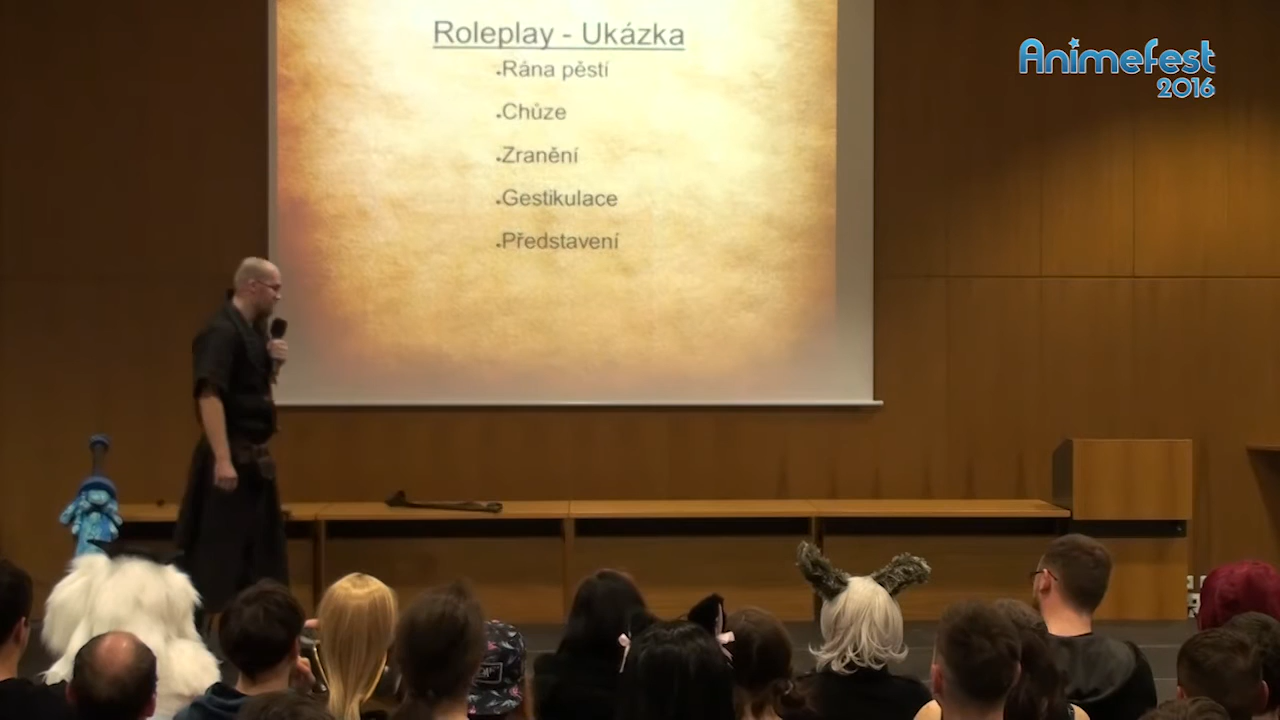 Roleplay - Ukázka
Rána pěstí
Chůze
Zranění
Gestikulace
Představení
Animefest
2016